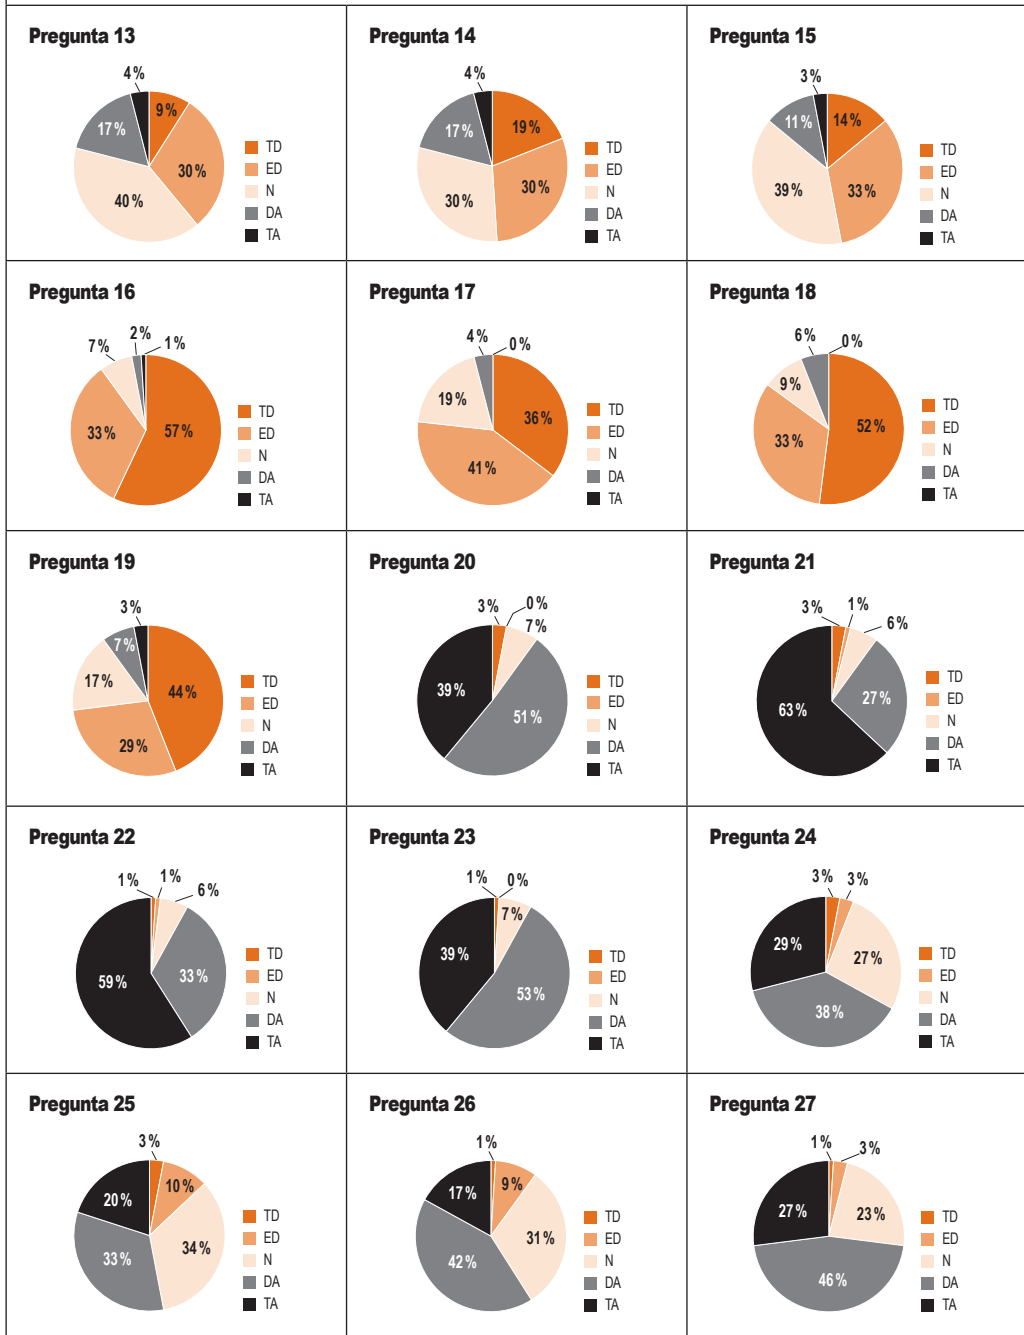 Pregunta 13
4 %
9 %
17 %
30 %
40 %
TD
ED
N
DA
TA
Pregunta 14
4 %
19 %
17 %
30 %
30 %
TD
ED
N
DA
TA
Pregunta 15
3 %
14 %
11 %
39 %
33 %
TD
ED
N
DA
TA
Pregunta 16
2 %
1 %
7 %
33 %
57 %
TD
ED
N
DA
TA
Pregunta 17
4 %
0 %
19 %
36 %
41 %
TD
ED
N
DA
TA
Pregunta 18
6 %
0 %
9 %
33 %
52 %
TD
ED
N
DA
TA
Pregunta 19
3 %
7 %
17 %
44 %
29 %
TD
ED
N
DA
TA
Pregunta 20
3 %
0 %
7 %
39 %
51 %
TD
ED
N
DA
TA
Pregunta 21
3 %
1 %
6 %
27 %
63 %
TD
ED
N
DA
TA
Pregunta 22
1 %
1 %
6 %
59 %
33 %
TD
ED
N
DA
TA
Pregunta 23
1 %
0 %
7 %
39 %
53 %
TD
ED
N
DA
TA
Pregunta 24
3 %
3 %
29 %
27 %
38 %
TD
ED
N
DA
TA
Pregunta 25
3 %
10 %
20 %
34 %
33 %
TD
ED
N
DA
TA
Pregunta 26
1 %
9 %
17 %
31 %
42 %
TD
ED
N
DA
TA
Pregunta 27
1 %
3 %
27 %
23 %
46 %
TD
ED
N
DA
TA